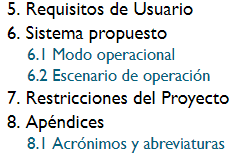 5. Requisitos de Usuario
6. Sistema propuesto
6.1 Modo operacional
6.2 Escenario de operación
7. Restricciones del Proyecto
8. Apéndices
8.1 Acrónimos y abreviaturas